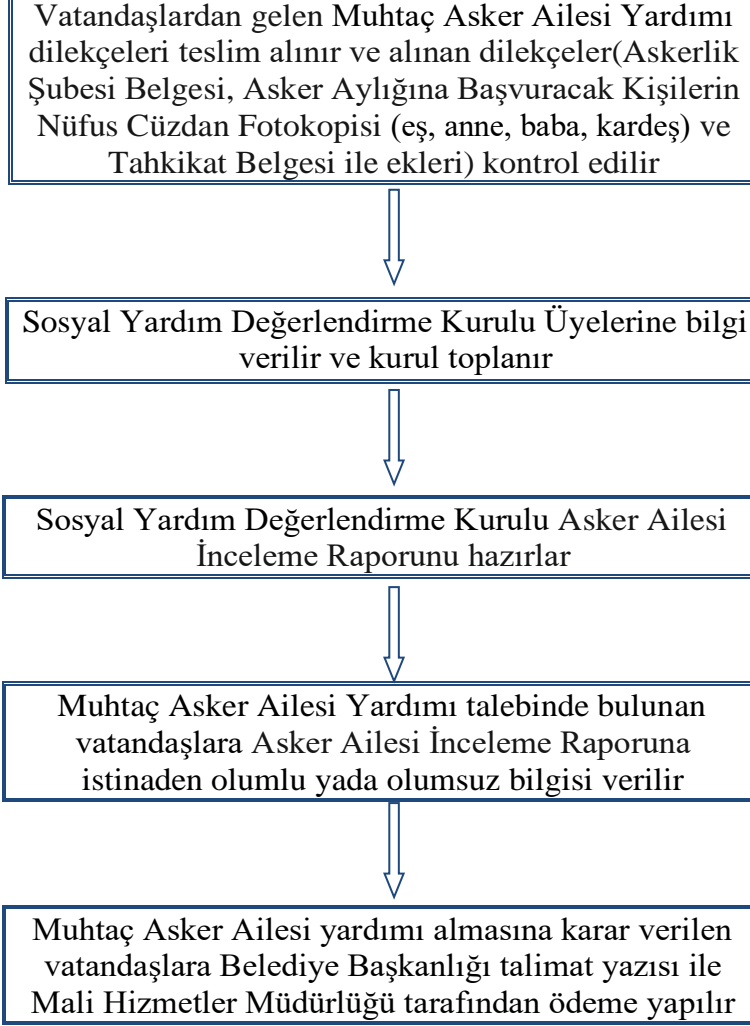 Vatandaşlardan gelen Muhtaç Asker Ailesi Yardımı
dilekçeleri teslim alınır ve alınan dilekçeler(Askerlik
Şubesi Belgesi, Asker Aylığına Başvuracak Kişilerin
Nüfus Cüzdan Fotokopisi (eş, anne, baba, kardeş) ve
Tahkikat Belgesi ile ekleri) kontrol edilir
Sosyal Yardım Değerlendirme Kurulu Üyelerine bilgi
verilir ve kurul toplanır
Sosyal Yardım Değerlendirme Kurulu Asker Ailesi
İnceleme Raporunu hazırlar
Muhtaç Asker Ailesi Yardımı talebinde bulunan
vatandaşlara Asker Ailesi İnceleme Raporuna
istinaden olumlu yada olumsuz bilgisi verilir
Muhtaç Asker Ailesi yardımı almasına karar verilen
vatandaşlara Belediye Başkanlığı talimat yazısı ile
Mali Hizmetler Müdürlüğü tarafından ödeme yapılır